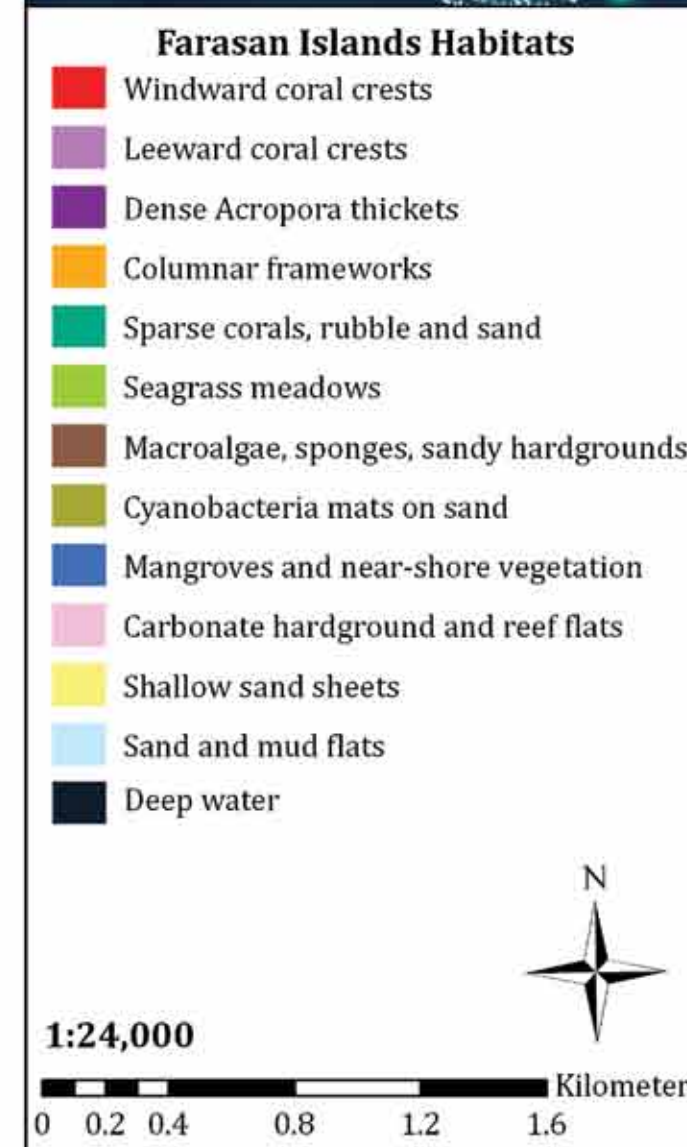 Farasan Islands Habitats
Windward coral crests
Leeward coral crests
Dense Acropora thickets
Columnar frameworks
Sparse corals, rubble and sand
Seagrass meadows
Macroalgae, sponges, sandy hardgrounds
Cyanobacteria mats on sand
Mangroves and near-shore vegetation
Carbonate hardground and reef flats
Shallow sand sheets
Sand and mud flats
Deep water
N
1:24,000
Kilometer
0 0.2 0.4 0.8 1.2 1.6